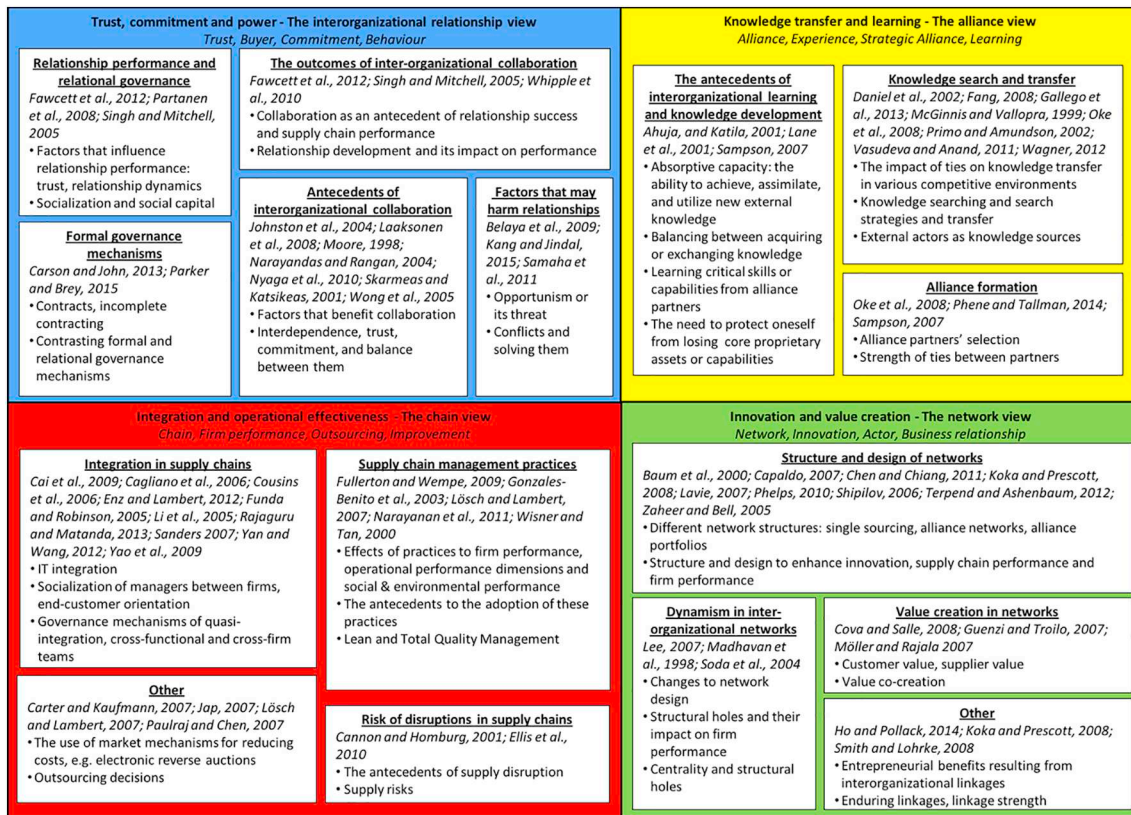 Trust, commitment and power - The interorganizational relationship view
Trust, Buyer, Commitment, Behaviour
Relationship performance and
relational governance
Fawcett et al., 2012; Partanen
et al., 2008; Singh and Mitchell,
2005
• Factors that influence
relationship performance:
trust, relationship dynamics
• Socialization and social capital
The outcomes of inter-organizational collaboration
Fawcett et al., 2012; Singh and Mitchell, 2005; Whipple et
al., 2010
• Collaboration as an antecedent of relationship success
and supply chain performance
• Relationship development and its impact on performance
Formal governance
mechanisms
Carson and John, 2013; Parker
and Brey, 2015
• Contracts, incomplete
contracting
• Contrasting formal and
relational governance
mechanisms
Antecedents of
interorganizational collaboration
Johnston et al., 2004; Laaksonen
et al., 2008; Moore, 1998;
Narayandas and Rangan, 2004;
Nyaga et al., 2010; Skarmeas and
Katsikeas, 2001; Wong et al., 2005
• Factors that benefit collaboration
• Interdependence, trust,
commitment, and balance
between them
Factors that may
harm relationships
Belaya et al., 2009;
Kang and Jindal,
2015; Samaha et
al., 2011
• Opportunism or
its threat
• Conflicts and
solving them
Knowledge transfer and learning - The alliance view
Alliance, Experience, Strategic Alliance, Learning
The antecedents of
interorganizational learning
and knowledge development
Ahuja, and Katila, 2001; Lane
et al., 2001; Sampson, 2007
• Absorptive capacity: the
ability to achieve, assimilate,
and utilize new external
knowledge
• Balancing between acquiring
or exchanging knowledge
• Learning critical skills or
capabilities from alliance
partners
• The need to protect oneself
from losing core proprietary
assets or capabilities
Knowledge search and transfer
Daniel et al., 2002; Fang, 2008; Gallego et
al., 2013; McGinnis and Vallopra, 1999; Oke
et al., 2008; Primo and Amundson, 2002;
Vasudeva and Anand, 2011; Wagner, 2012
• The impact of ties on knowledge transfer
in various competitive environments
• Knowledge searching and search
strategies and transfer
• External actors as knowledge sources
Alliance formation
Oke et al., 2008; Phene and Tallman, 2014;
Sampson, 2007
• Alliance partners' selection
• Strength of ties between partners
Integration and operational effectiveness - The chain view
Chain, Firm performance, Outsourcing, Improvement
Integration in supply chains
Cai et al., 2009; Cagliano et al., 2006; Cousins
et al., 2006; Enz and Lambert, 2012; Funda
and Robinson, 2005; Li et al., 2005; Rajaguru
and Matanda, 2013; Sanders 2007; Yan and
Wang, 2012; Yao et al., 2009
• IT integration
• Socialization of managers between firms,
end-customer orientation
• Governance mechanisms of quasi-
integration, cross-functional and cross-firm
teams
Supply chain management practices
Fullerton and Wempe, 2009; Gonzales-
Benito et al., 2003; Lösch and Lambert,
2007; Narayanan et al., 2011; Wisner and
Tan, 2000
• Effects of practices to firm performance,
operational performance dimensions and
social & environmental performance
• The antecedents to the adoption of these
practices
• Lean and Total Quality Management
Other
Carter and Kaufmann, 2007; Jap, 2007; Lösch
and Lambert, 2007; Paulraj and Chen, 2007
• The use of market mechanisms for reducing
costs, e.g. electronic reverse auctions
• Outsourcing decisions
Risk of disruptions in supply chains
Cannon and Homburg, 2001; Ellis et al.,
2010
• The antecedents of supply disruption
• Supply risks
Innovation and value creation - The network view
Network, Innovation, Actor, Business relationship
Structure and design of networks
Baum et al., 2000; Capaldo, 2007; Chen and Chiang, 2011; Koka and Prescott,
2008; Lavie, 2007; Phelps, 2010; Shipilov, 2006; Terpend and Ashenbaum, 2012;
Zaheer and Bell, 2005
• Different network structures: single sourcing, alliance networks, alliance
portfolios
• Structure and design to enhance innovation, supply chain performance and
firm performance
Dynamism in inter-
organizational networks
Lee, 2007; Madhavan et
al., 1998; Soda et al., 2004
• Changes to network
design
• Structural holes and their
impact on firm
performance
• Centrality and structural
holes
Value creation in networks
Cova and Salle, 2008; Guenzi and Troilo, 2007;
Möller and Rajala 2007
• Customer value, supplier value
• Value co-creation
Other
Ho and Pollack, 2014; Koka and Prescott, 2008;
Smith and Lohrke, 2008
• Entrepreneurial benefits resulting from
interorganizational linkages
• Enduring linkages, linkage strength